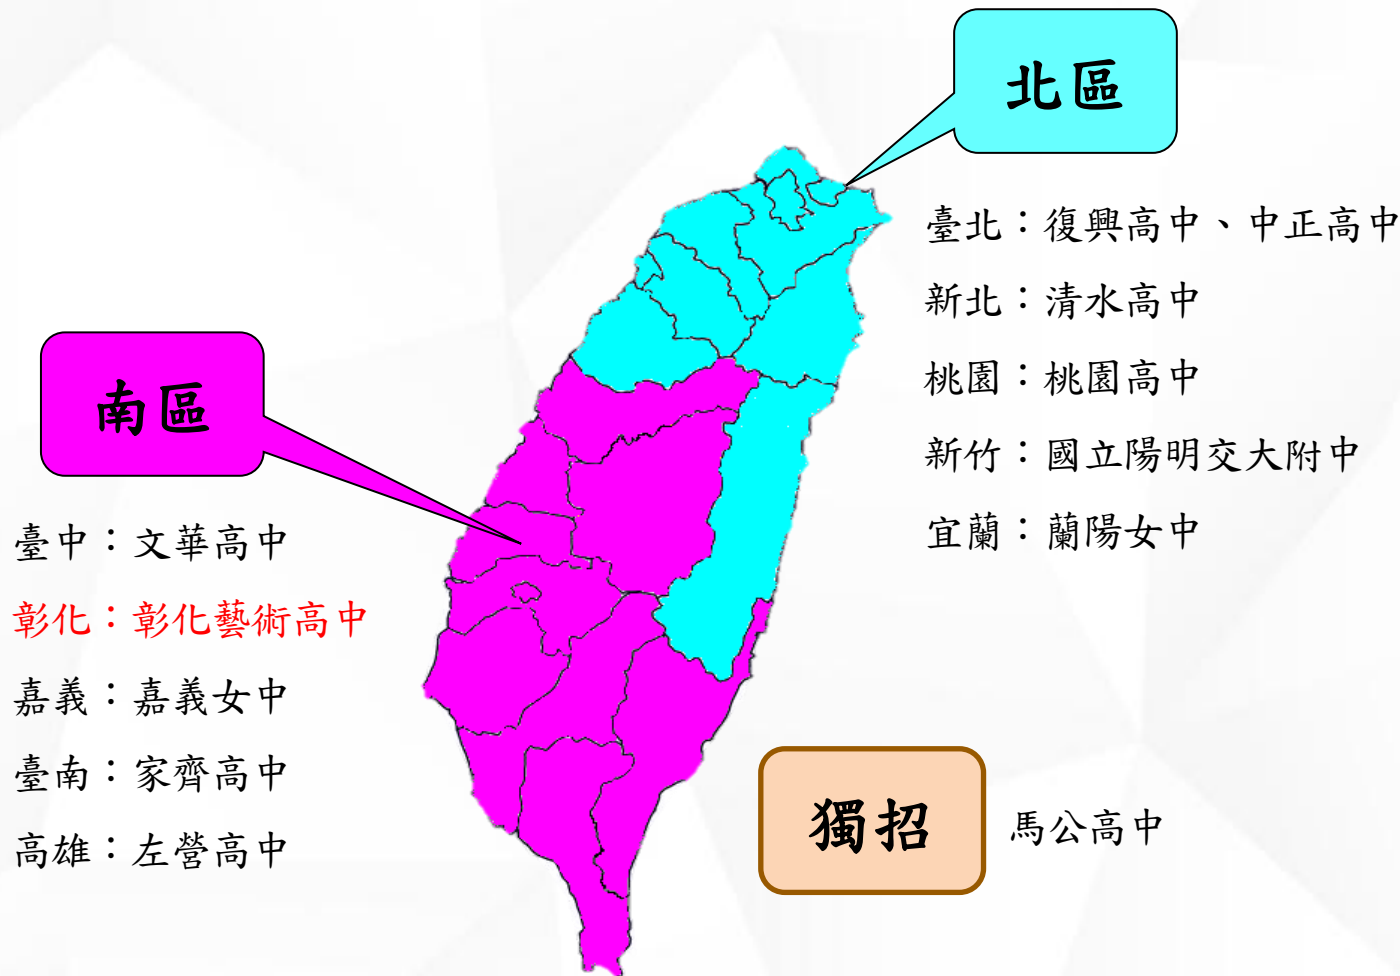 北區
臺北：復興高中、中正高中
新北：清水高中
桃園：桃園高中
新竹：國立陽明交大附中
宜蘭：蘭陽女中
南區
臺中：文華高中
彰化：彰化藝術高中
嘉義：嘉義女中
臺南：家齊高中
高雄：左營高中
獨招
馬公高中